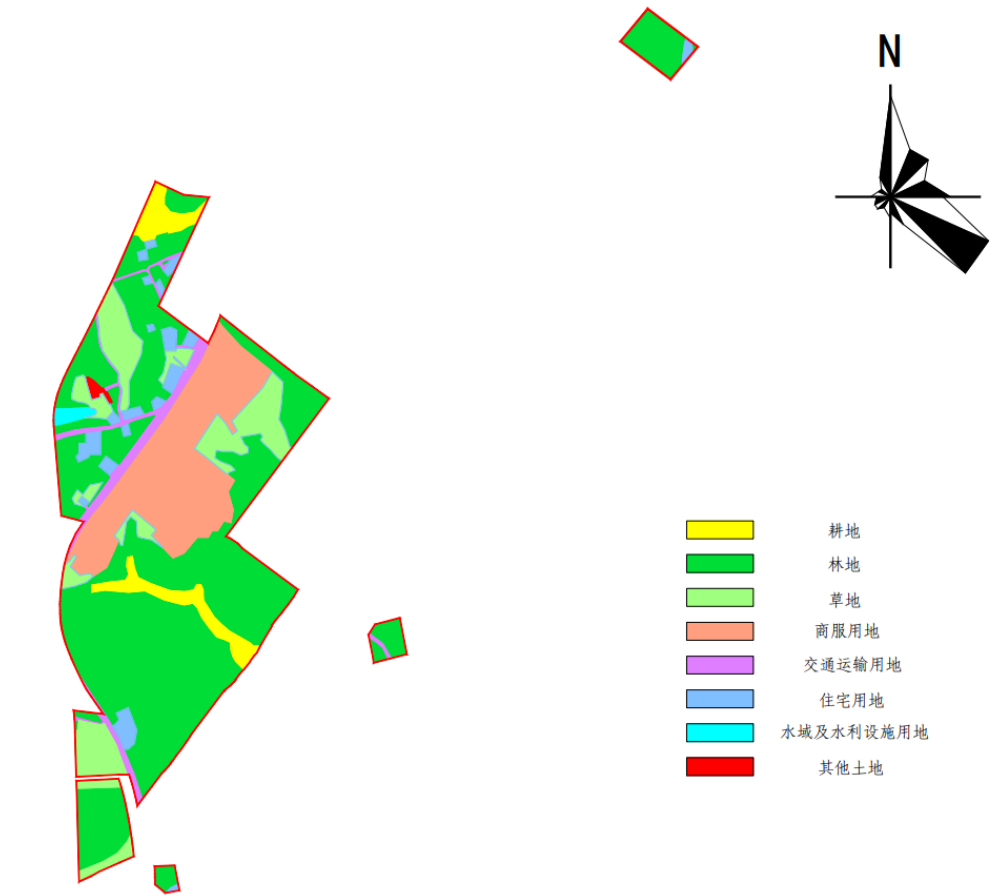 N
耕地
林地
草地
商服用地
交通运输用地
住宅用地
水域及水利设施用地
其他土地